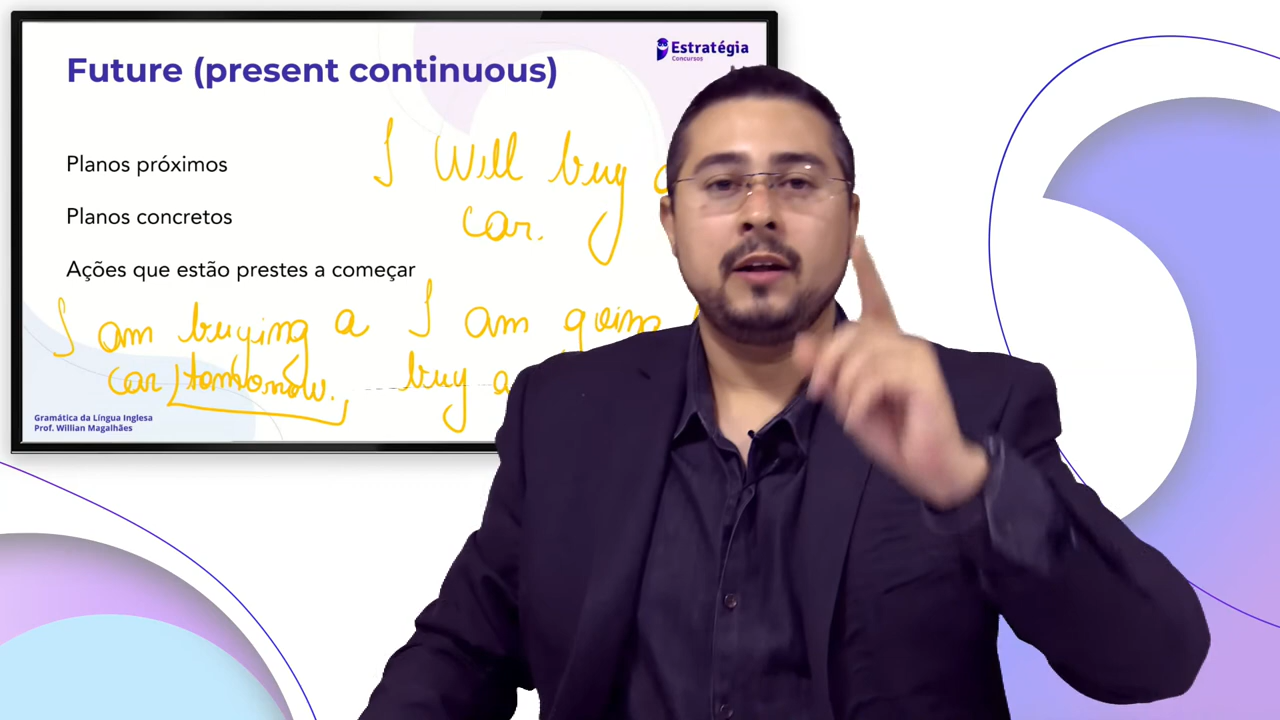 Future (present continuous)
Estratégia
Concursos
Planos próximos
Planos concretos
Ações que estão prestes a começar
I Will buy
car.
I am buying a
car tomorrow.
I am going
buy a
Gramática da Língua Inglesa
Prof. Willian Magalhães